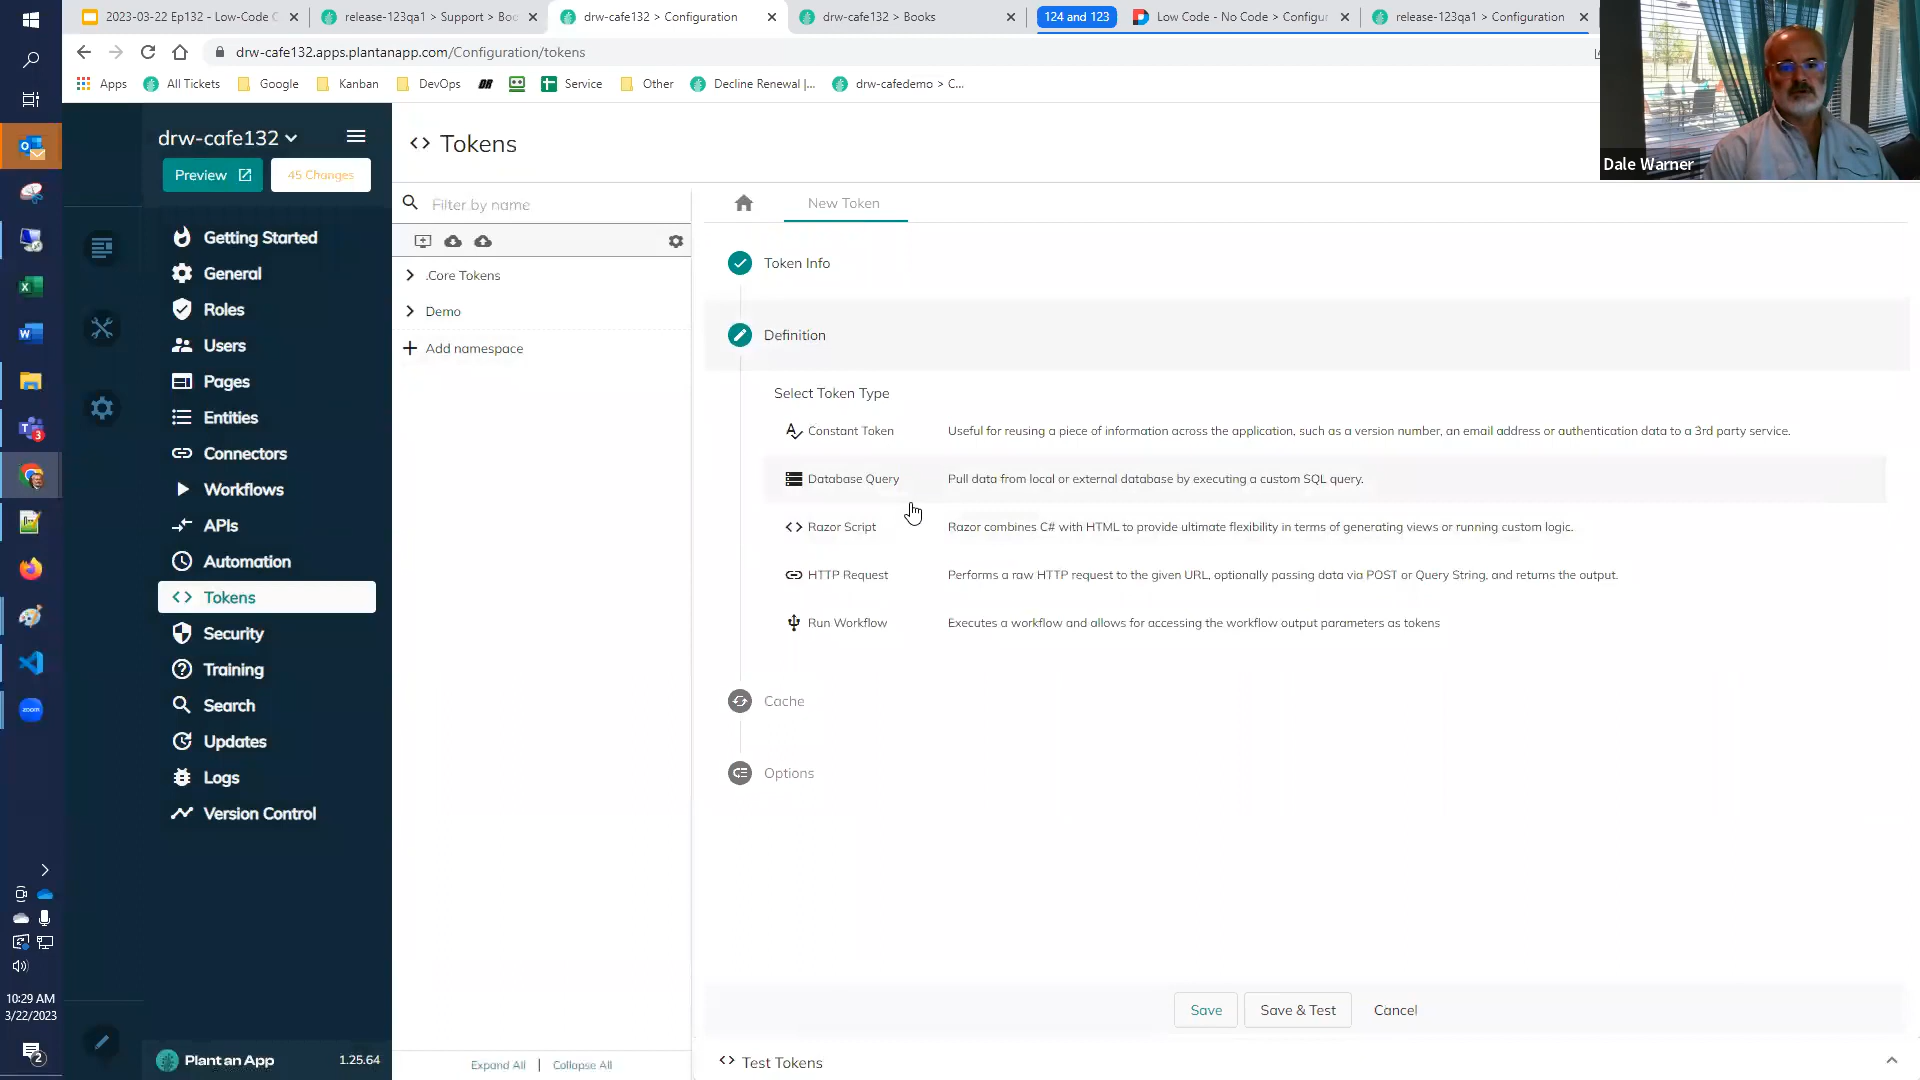 2023-03-22 Ep132 - Low-Code C
release-123qa1 > Support > Boo
drw-cafe132 > Configuration
drw-cafe132 > Books
124 and 123
Low Code - No Code > Configur
release-123qa1 > Configuration
drw-cafe132.apps.plantanapp.com/Configuration/tokens
Apps
All Tickets
Google
Kanban
DevOps
Service
Other
Decline Renewal |...
drw-cafedemo > C...
Dale Warner
drw-cafe132
Preview
45 Changes
Getting Started
General
Roles
Users
Pages
Entities
Connectors
Workflows
APIs
Automation
Tokens
Security
Training
Search
Updates
Logs
Version Control
Plant an App
1.25.64
Tokens
Filter by name
.Core Tokens
Demo
Add namespace
Expand All | Collapse All
New Token
Token Info
Definition
Select Token Type
Constant Token Useful for reusing a piece of information across the application, such as a version number, an email address or authentication data to a 3rd party service.
Database Query Pull data from local or external database by executing a custom SQL query.
Razor Script Razor combines C# with HTML to provide ultimate flexibility in terms of generating views or running custom logic.
HTTP Request Performs a raw HTTP request to the given URL, optionally passing data via POST or Query String, and returns the output.
Run Workflow Executes a workflow and allows for accessing the workflow output parameters as tokens
Cache
Options
Save
Save & Test
Cancel
Test Tokens
3
zoom
10:29 AM
3/22/2023
2